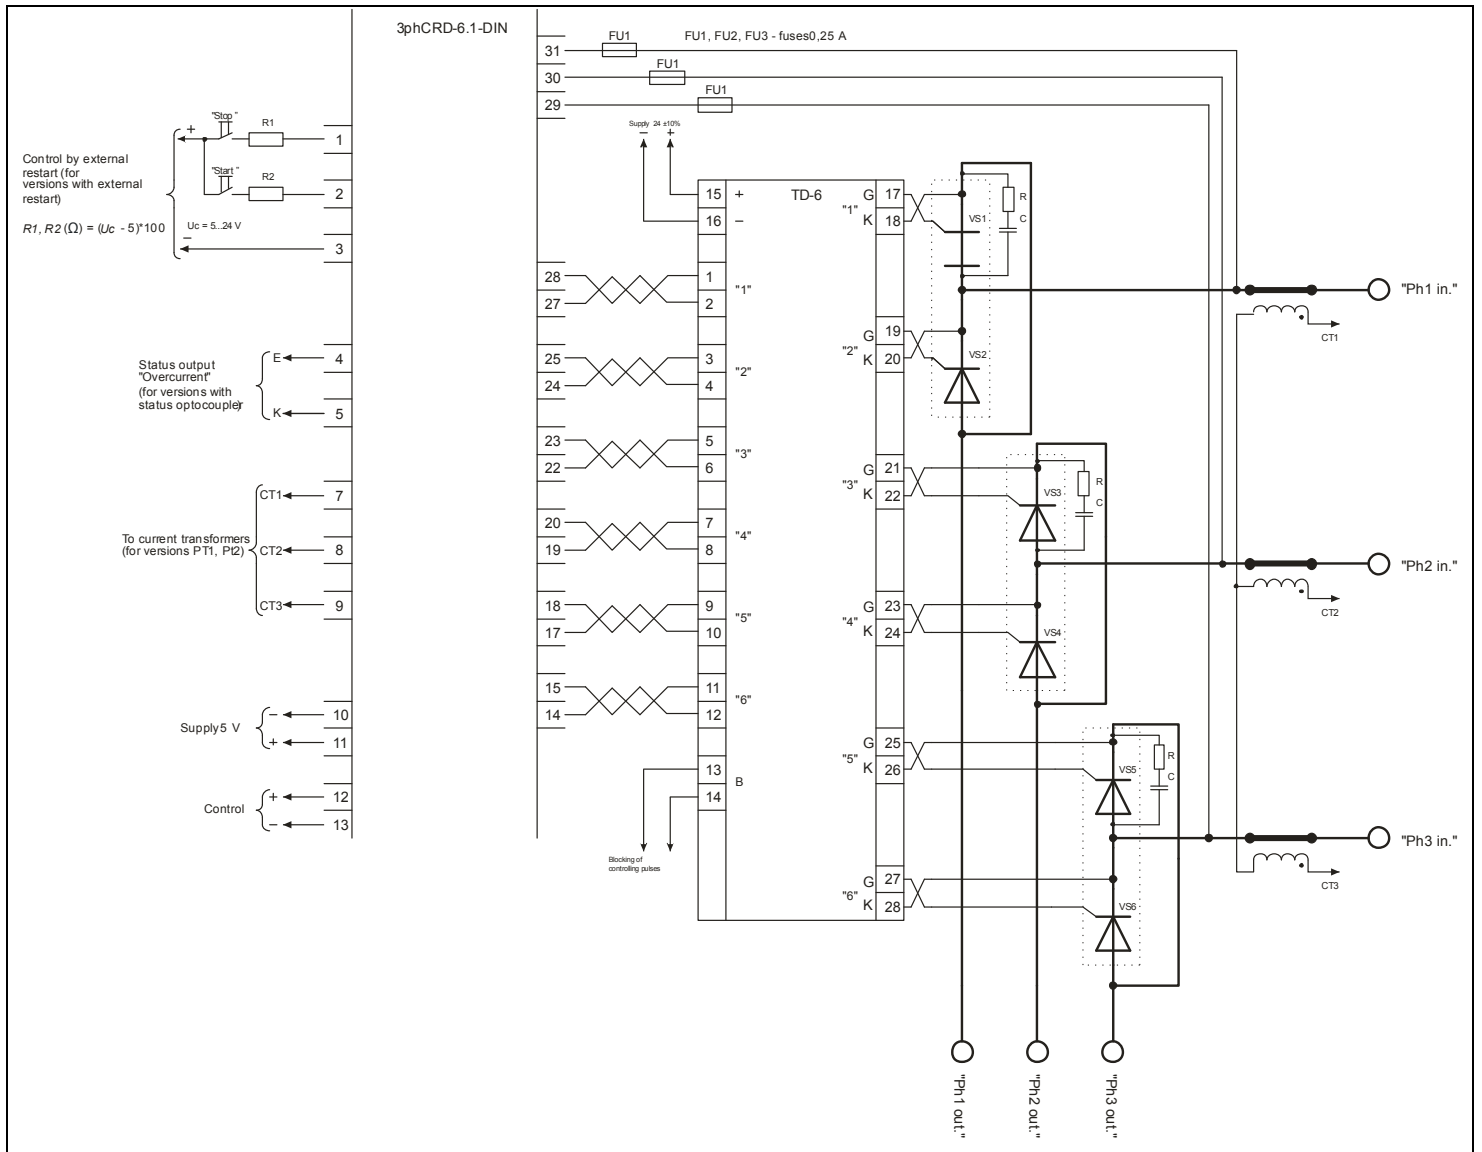 3phCRD-6.1-DIN
31
FU1
FU1, FU2, FU3 - fuses0,25 A
30
FU1
29
FU1
Control by external
restart (for
versions with external
restart)
R1, R2 (Ω) = (Uc - 5)*100
+
"Stop"
R1
1
"Start"
R2
2
Uc = 5...24 V
−
3
Status output
"Overcurrent"
(for versions with
status optocoupler)
E
4
K
5
To current transformers
(for versions PT1, Pt2)
CT1
7
CT2
8
CT3
9
Supply5 V
−
10
+
11
Control
+
12
−
13
28
27
25
24
23
22
20
19
18
17
15
14
Supply 24 ±10%
− +
TD-6
15 +
16 −
1
2
"1"
3
4
"2"
5
6
"3"
7
8
"4"
9
10
"5"
11
12
"6"
13
14
B
Blocking of
controlling pulses
"1"
G 17
K 18
"2"
G 19
K 20
"3"
G 21
K 22
"4"
G 23
K 24
"5"
G 25
K 26
"6"
G 27
K 28
VS1
R
C
VS2
VS3
R
C
VS4
VS5
R
C
VS6
"Ph1 in."
CT1
"Ph2 in."
CT2
"Ph3 in."
CT3
"Ph1 out."
"Ph2 out."
"Ph3 out."